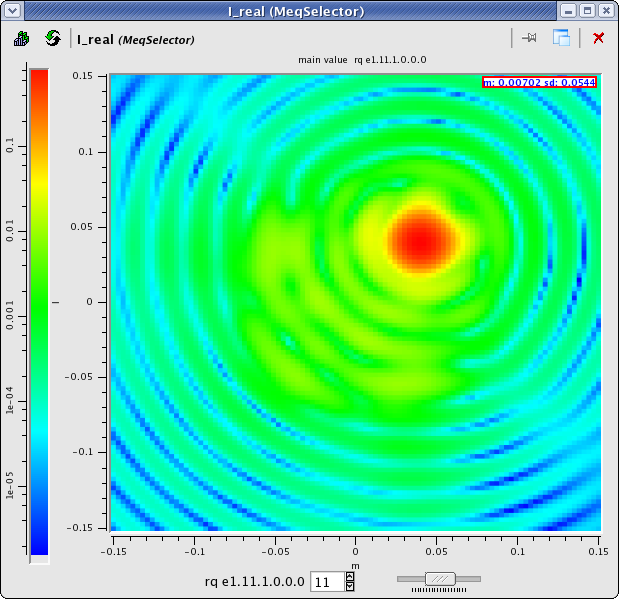 I_real (MeqSelector)
I_real (MeqSelector)
main value rq e1.11.1.0.0.0
m: 0.00702 sd: 0.0544
0.15
0.1
0.05
0
-0.05
-0.1
-0.15
0.1
0.01
0.001
1e-04
1e-05
-0.15
-0.1
-0.05
0
0.05
0.1
0.15
m
rq e1.11.1.0.0.0 11